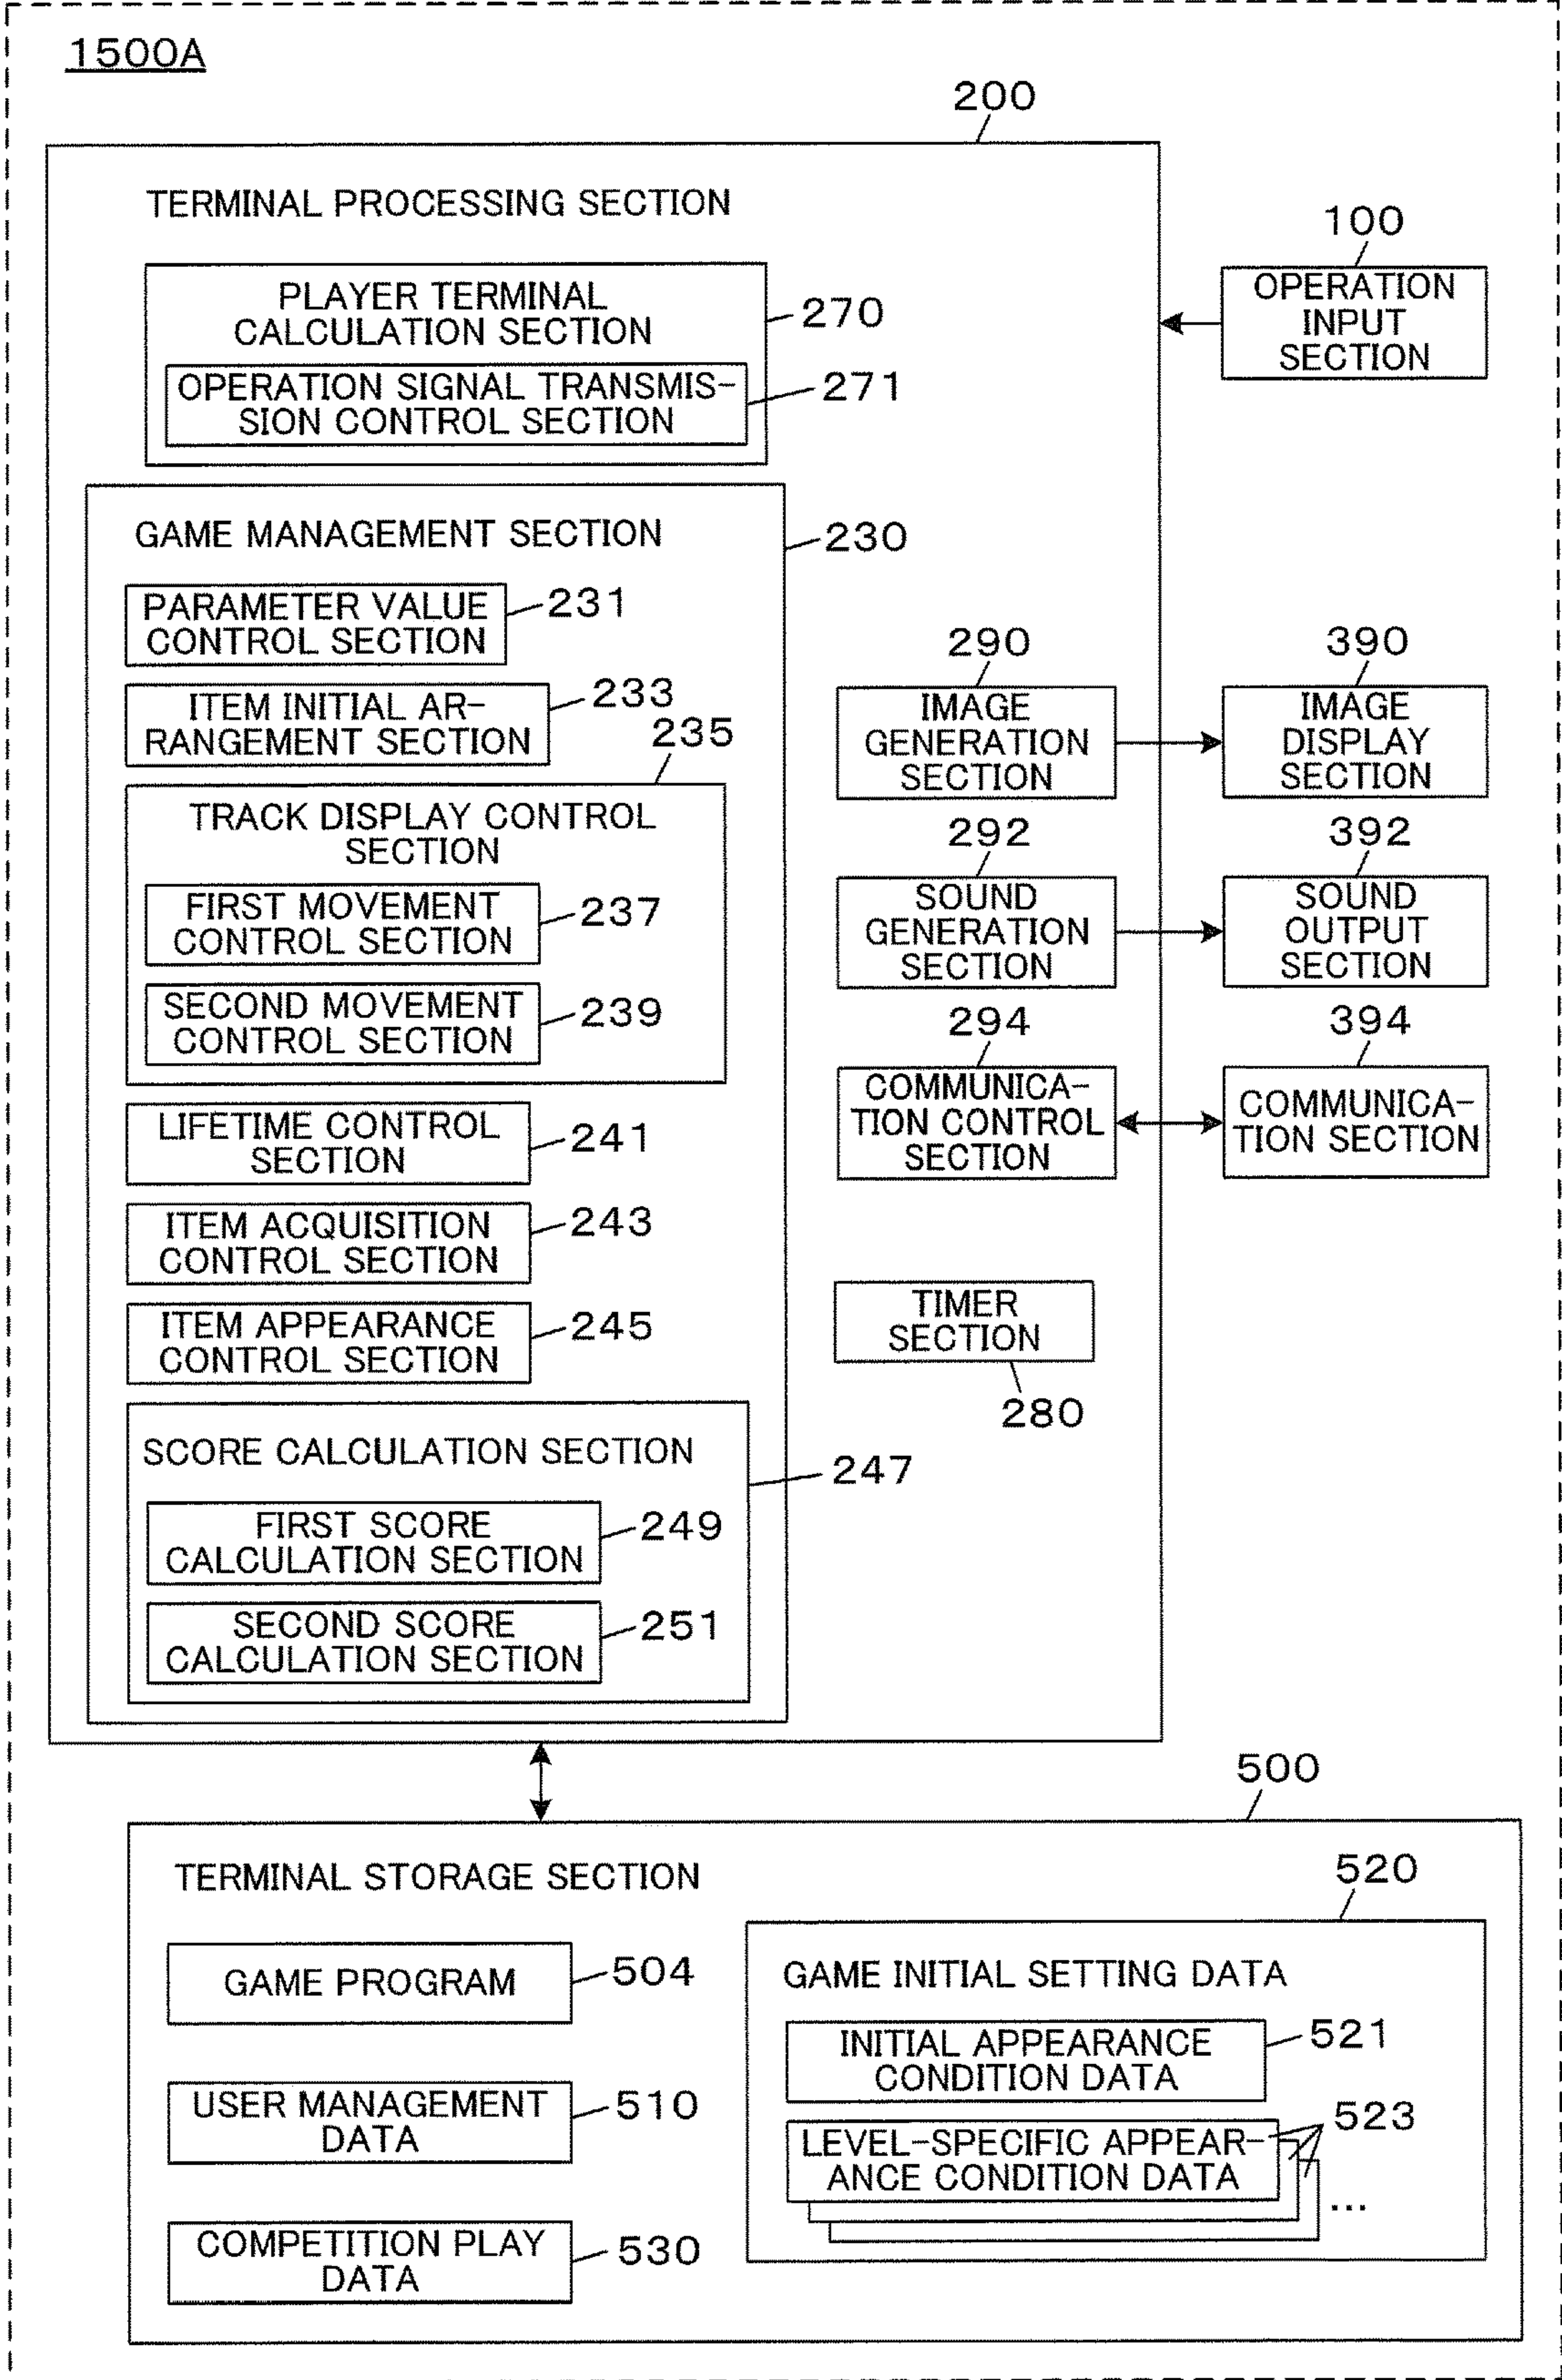 1500A
200
TERMINAL PROCESSING SECTION
100
OPERATION
INPUT
SECTION
PLAYER TERMINAL
CALCULATION SECTION
270
OPERATION SIGNAL TRANSMIS-
SION CONTROL SECTION
271
GAME MANAGEMENT SECTION
230
PARAMETER VALUE
CONTROL SECTION
231
ITEM INITIAL AR-
RANGEMENT SECTION
233
235
TRACK DISPLAY CONTROL
SECTION
FIRST MOVEMENT
CONTROL SECTION
237
SECOND MOVEMENT
CONTROL SECTION
239
LIFETIME CONTROL
SECTION
241
ITEM ACQUISITION
CONTROL SECTION
243
ITEM APPEARANCE
CONTROL SECTION
245
SCORE CALCULATION SECTION
247
FIRST SCORE
CALCULATION SECTION
249
SECOND SCORE
CALCULATION SECTION
251
290
IMAGE
GENERATION
SECTION
390
IMAGE
DISPLAY
SECTION
292
SOUND
GENERATION
SECTION
392
SOUND
OUTPUT
SECTION
294
COMMUNICA-
TION CONTROL
SECTION
394
COMMUNICA-
TION SECTION
TIMER
SECTION
280
500
TERMINAL STORAGE SECTION
GAME PROGRAM
504
USER MANAGEMENT
DATA
510
COMPETITION PLAY
DATA
530
520
GAME INITIAL SETTING DATA
INITIAL APPEARANCE
CONDITION DATA
521
LEVEL-SPECIFIC APPEAR-
ANCE CONDITION DATA
523
...